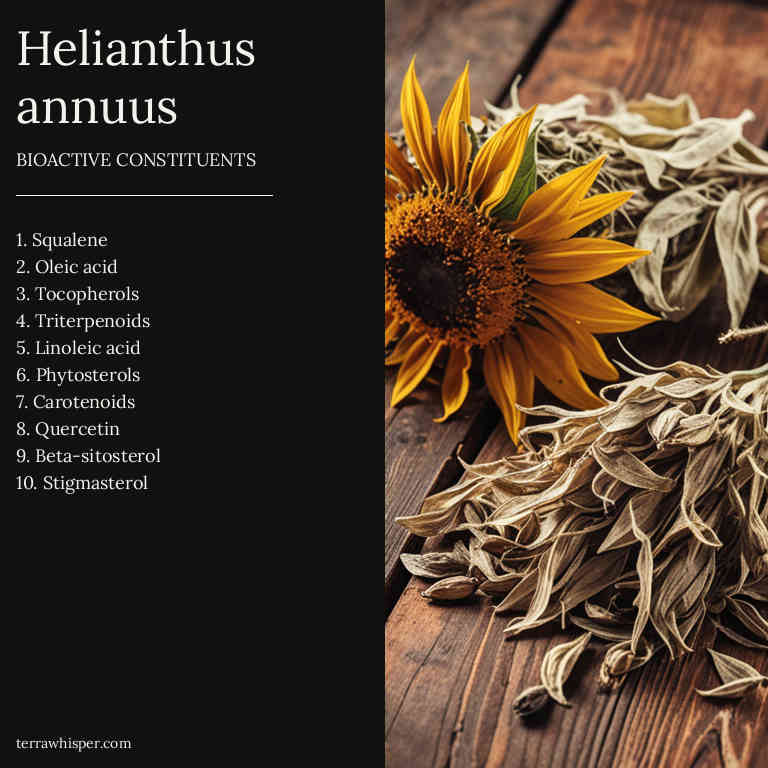 Helianthus
annuus
BIOACTIVE CONSTITUENTS
1. Squalene
2. Oleic acid
3. Tocopherols
4. Triterpenoids
5. Linoleic acid
6. Phytosterols
7. Carotenoids
8. Quercetin
9. Beta-sitosterol
10. Stigmasterol
terrawhisper.com